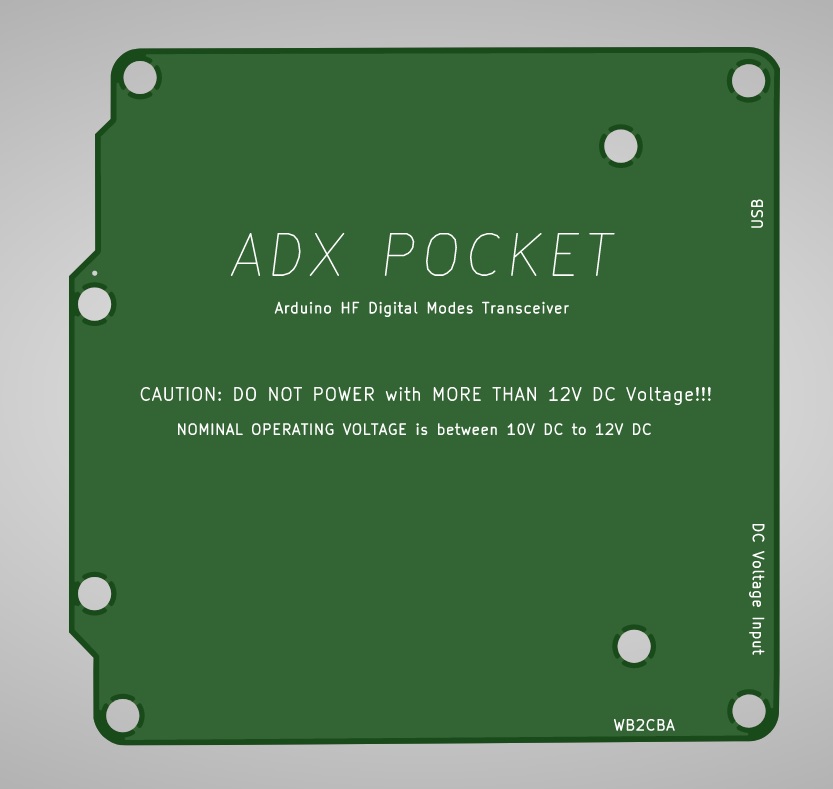 USB
ADX POCKET
Arduino HF Digital Modes Transceiver
CAUTION: DO NOT POWER with MORE THAN 12V DC Voltage!!!
NOMINAL OPERATING VOLTAGE is between 10V DC to 12V DC
DC Voltage Input
WB2CBA